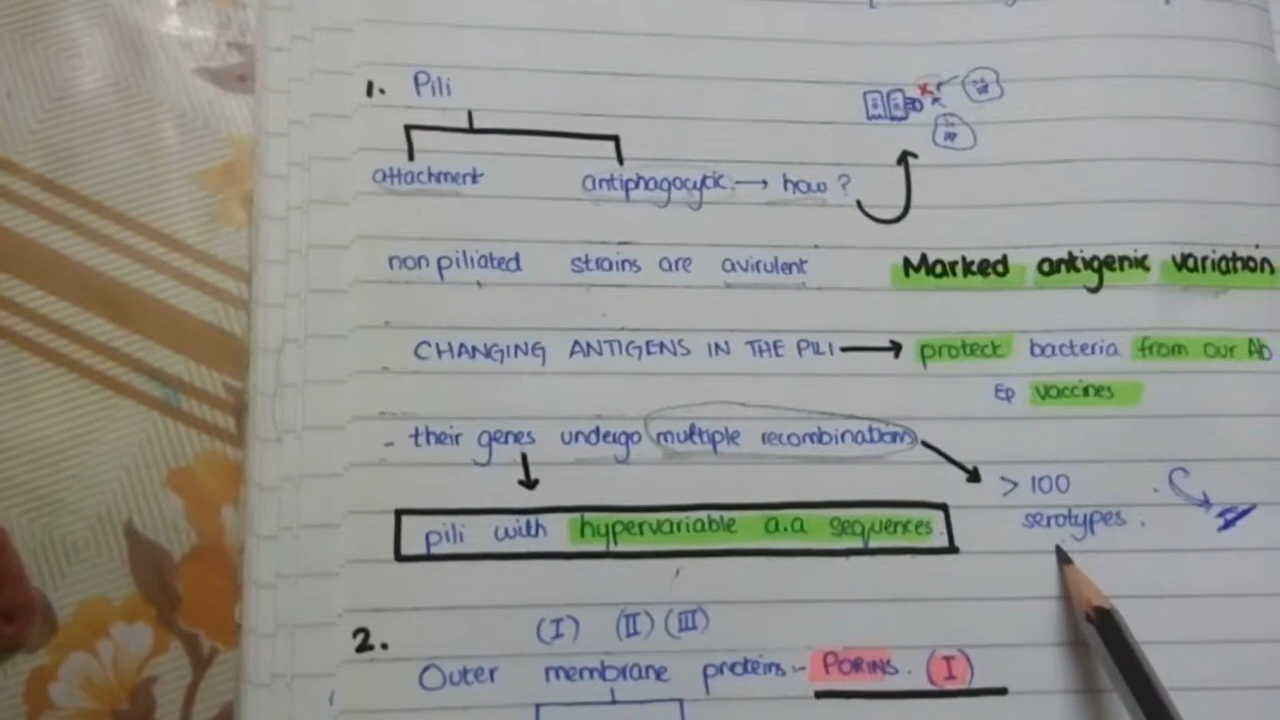 1. Pili
attachment antiphagocytic → how ?
non piliated strains are avirulent Marked antigenic variation
CHANGING ANTIGENS IN THE PILI → protect bacteria from our Ab
Ep vaccines
- their genes undergo multiple recombinations
> 100
serotypes.
pili with hypervariable a.a sequences.
(I) (II) (III)
2. Outer membrane proteins - PORINS. (I)